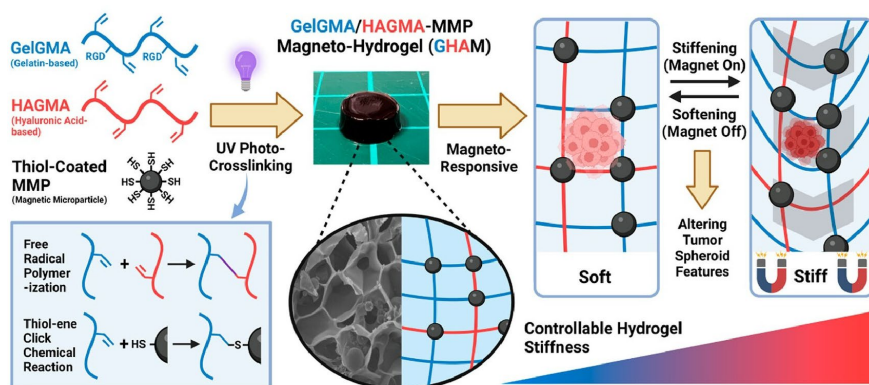 GelGMA
(Gelatin-based)
RGD
RGD
HAGMA
(Hyaluronic Acid-
based)
Thiol-Coated
MMP
(Magnetic Microparticle)
SH
HS
SH
HS
SH
HS
SH
HS
UV Photo-
Crosslinking
GelGMA/HAGMA-MMP
Magneto-Hydrogel (GHAM)
Magneto-
Responsive
Soft
Stiffening
(Magnet On)
Softening
(Magnet Off)
Altering
Tumor
Spheroid
Features
Stiff
Free
Radical
Polymer
-ization
+
Thiol-ene
Click
Chemical
Reaction
+ HS
S
Controllable Hydrogel
Stiffness